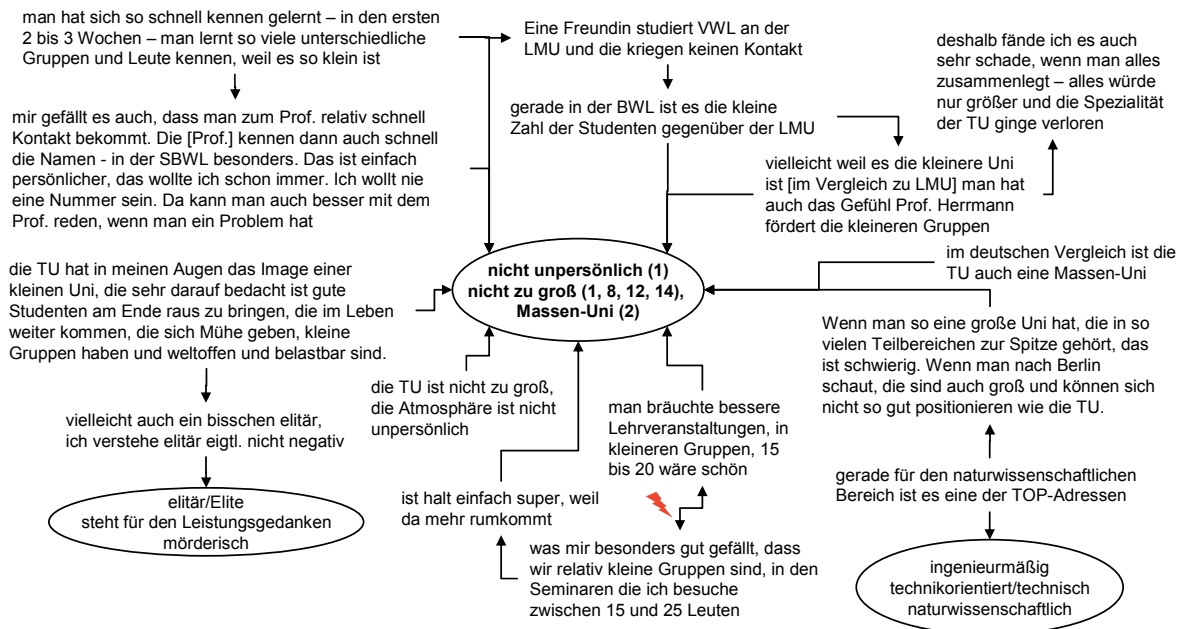 man hat sich so schnell kennen gelernt – in den ersten
2 bis 3 Wochen – man lernt so viele unterschiedliche
Gruppen und Leute kennen, weil es so klein ist
Eine Freundin studiert VWL an der
LMU und die kriegen keinen Kontakt
deshalb fände ich es auch
sehr schade, wenn man alles
zusammenlegt – alles würde
nur größer und die Spezialität
der TU ginge verloren
mir gefällt es auch, dass man zum Prof. relativ schnell
Kontakt bekommt. Die [Prof.] kennen dann auch schnell
die Namen - in der SBWL besonders. Das ist einfach
persönlicher, das wollte ich schon immer. Ich wollt nie
eine Nummer sein. Da kann man auch besser mit dem
Prof. reden, wenn man ein Problem hat
gerade in der BWL ist es die kleine
Zahl der Studenten gegenüber der LMU
vielleicht weil es die kleinere Uni
ist [im Vergleich zu LMU] man hat
auch das Gefühl Prof. Herrmann
fördert die kleineren Gruppen
nicht unpersönlich (1)
nicht zu groß (1, 8, 12, 14),
Massen-Uni (2)
im deutschen Vergleich ist die
TU auch eine Massen-Uni
die TU hat in meinen Augen das Image einer
kleinen Uni, die sehr darauf bedacht ist gute
Studenten am Ende raus zu bringen, die im Leben
weiter kommen, die sich Mühe geben, kleine
Gruppen haben und weltoffen und belastbar sind.
Wenn man so eine große Uni hat, die in so
vielen Teilbereichen zur Spitze gehört, das
ist schwierig. Wenn man nach Berlin
schaut, die sind auch groß und können sich
nicht so gut positionieren wie die TU.
die TU ist nicht zu groß,
die Atmosphäre ist nicht
unpersönlich
man bräuchte bessere
Lehrveranstaltungen, in
kleineren Gruppen, 15
bis 20 wäre schön
vielleicht auch ein bisschen elitär,
ich verstehe elitär eigtl. nicht negativ
gerade für den naturwissenschaftlichen
Bereich ist es eine der TOP-Adressen
ist halt einfach super, weil
da mehr rumkommt
elitär/Elite
steht für den Leistungsgedanken
mörderisch
was mir besonders gut gefällt, dass
wir relativ kleine Gruppen sind, in den
Seminaren die ich besuche
zwischen 15 und 25 Leuten
ingenieurmäßig
technikorientiert/technisch
naturwissenschaftlich